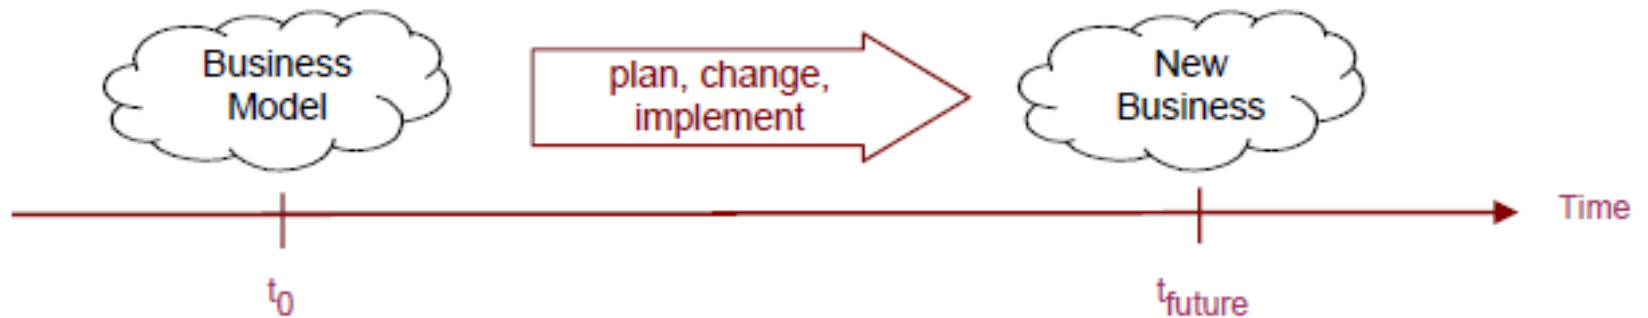 Business
Model
plan, change,
implement
New
Business
Time
t0
tfuture